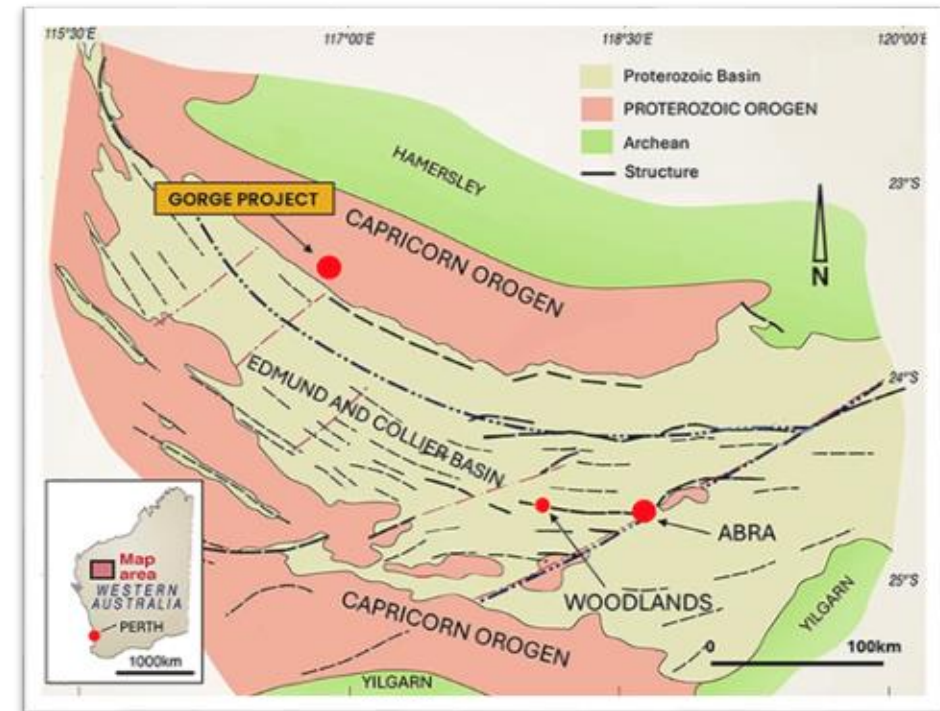 115°30'E
117°00'E
118°30'E
120°00'E
Proterozoic Basin
PROTEROZOIC OROGEN
Archean
Structure
HAMERSLEY
23°'S
GORGE PROJECT
CAPRICORN OROGEN
N
24°'S
EDMUND AND COLLIER BASIN
ABRA
WOODLANDS
25°'S
YILGARN
CAPRICORN OROGEN
0 100km
YILGARN
Map
area
WESTERN
AUSTRALIA
PERTH
1000km